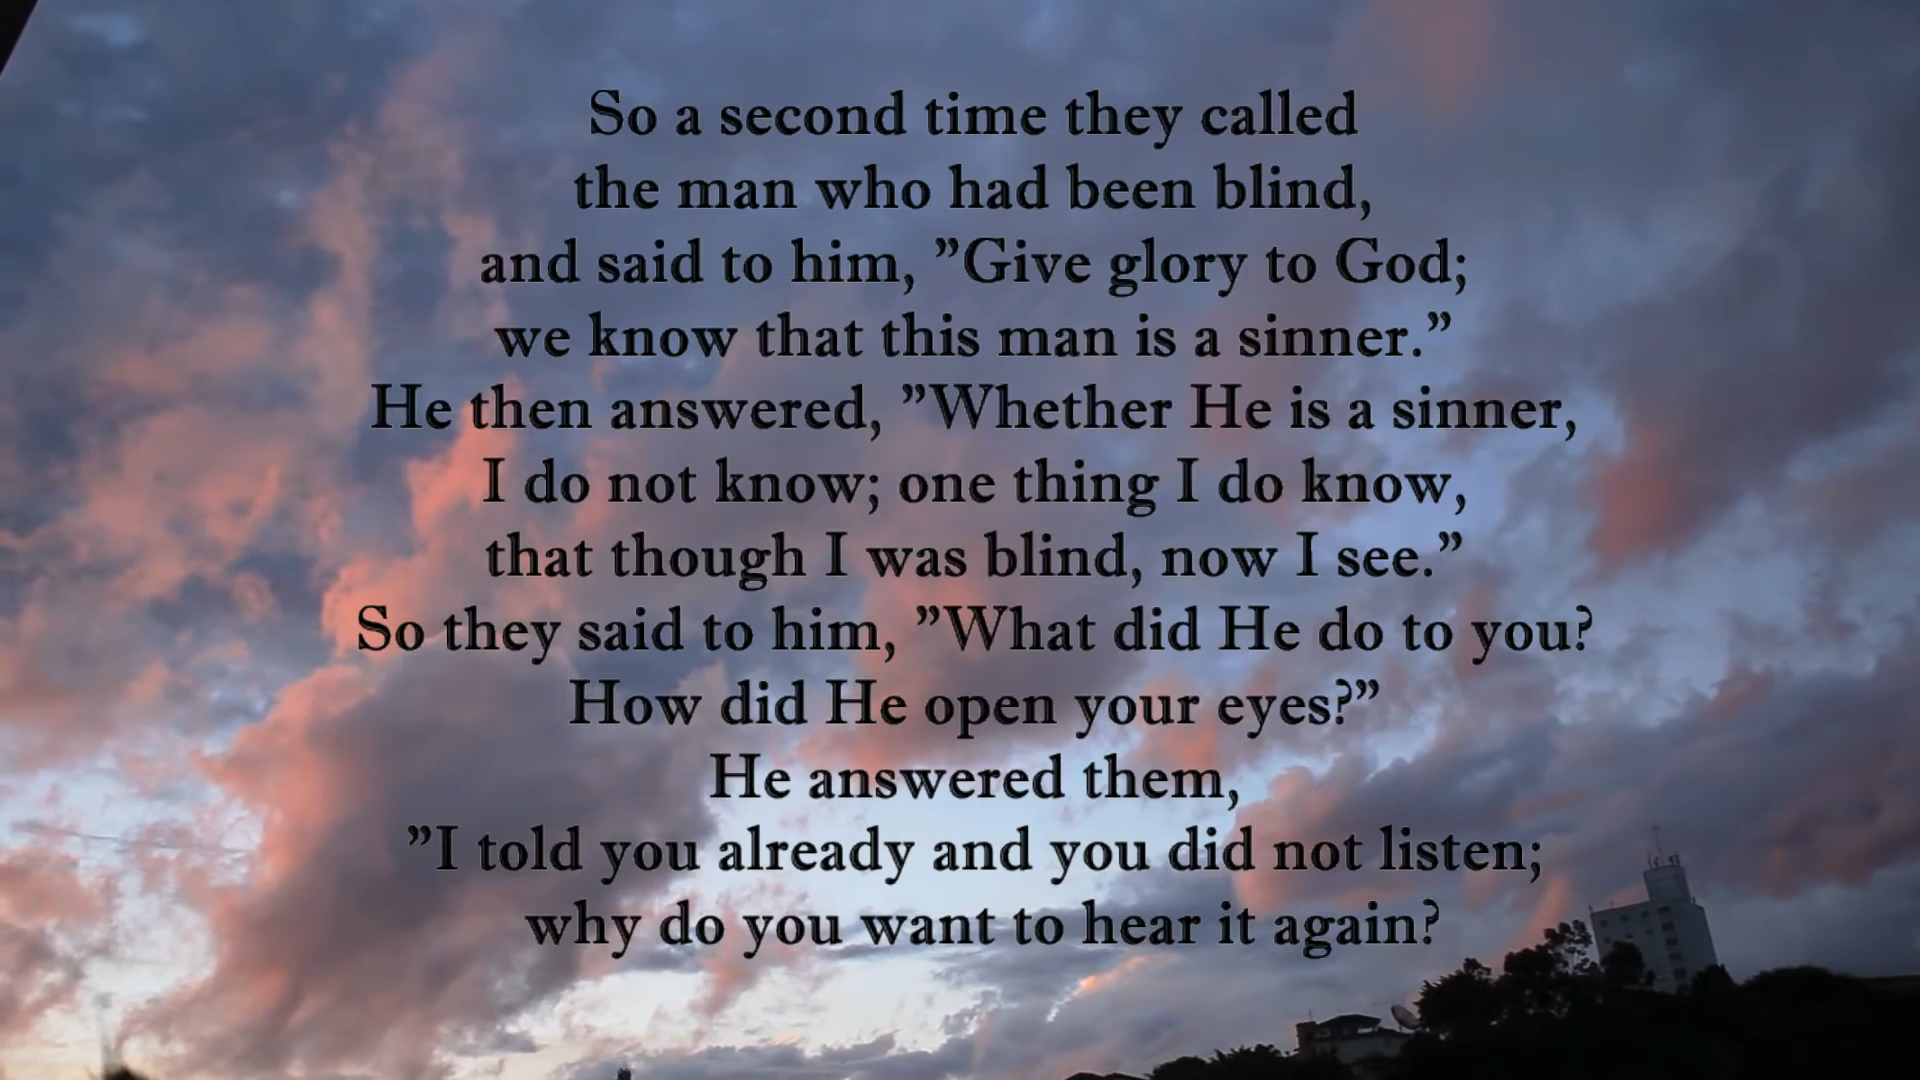 So a second time they called
the man who had been blind,
and said to him, ”Give glory to God;
we know that this man is a sinner.”
He then answered, ”Whether He is a sinner,
I do not know; one thing I do know,
that though I was blind, now I see.”
So they said to him, ”What did He do to you?
How did He open your eyes?”
He answered them,
”I told you already and you did not listen;
why do you want to hear it again?